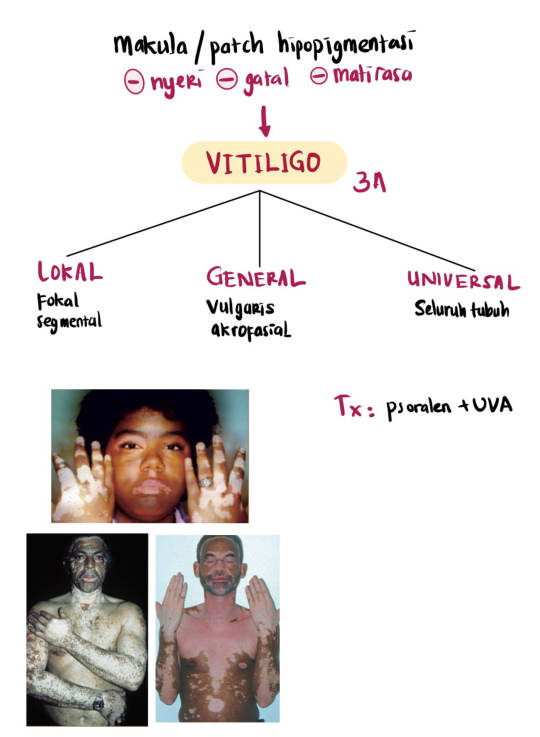 Makula / patch hipopigmentasi
⊖ nyeri ⊖ gatal ⊖ matirasa
VITILIGO
3A
LOKAL
Fokal
segmental
GENERAL
Vulgaris
akrofasial
UNIVERSAL
Seluruh tubuh
Tx: psoralen + UVA